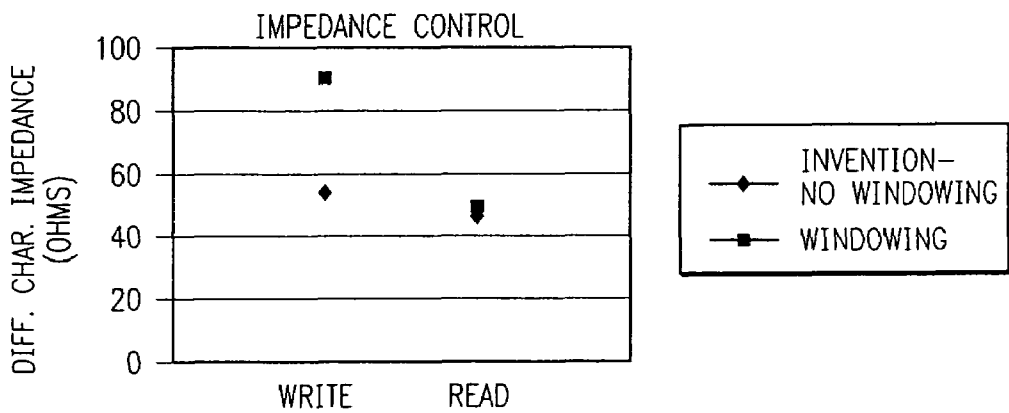 IMPEDANCE CONTROL
DIFF. CHAR. IMPEDANCE
(OHMS)
100
80
60
40
20
0
WRITE READ
INVENTION-
NO WINDOWING
WINDOWING